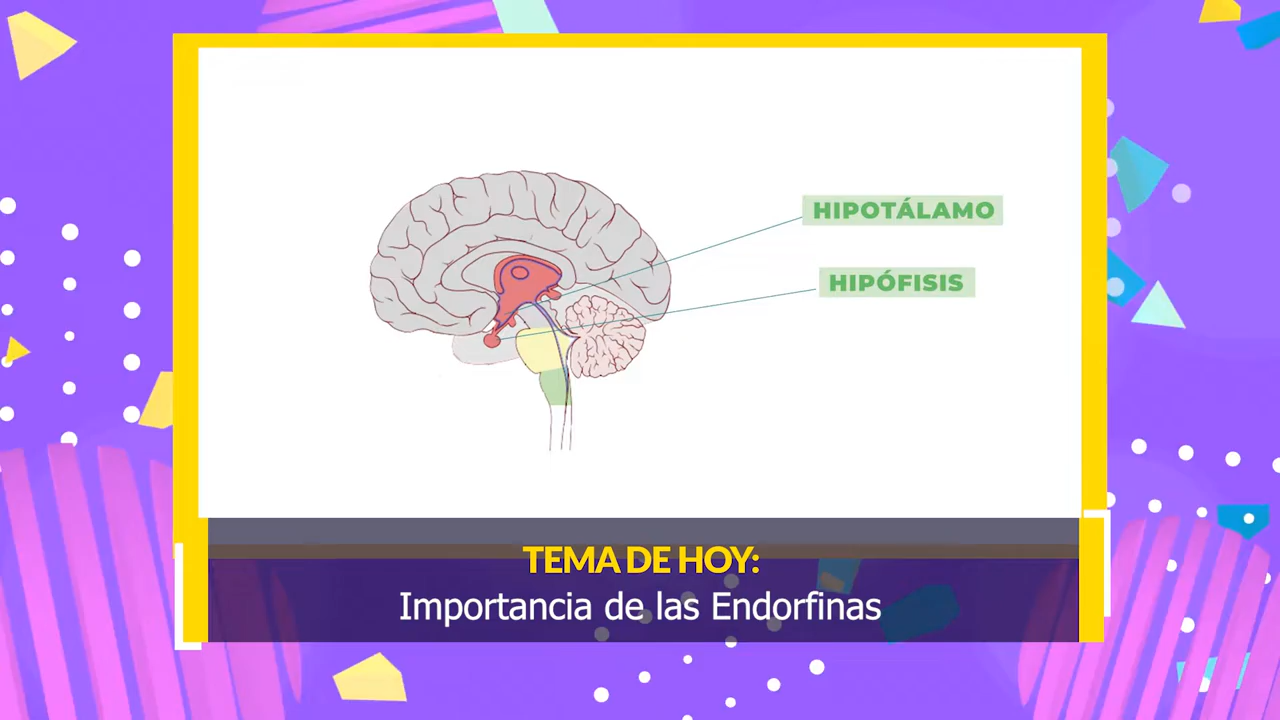 HIPOTÁLAMO
HIPÓFISIS
TEMA DE HOY:
Importancia de las Endorfinas